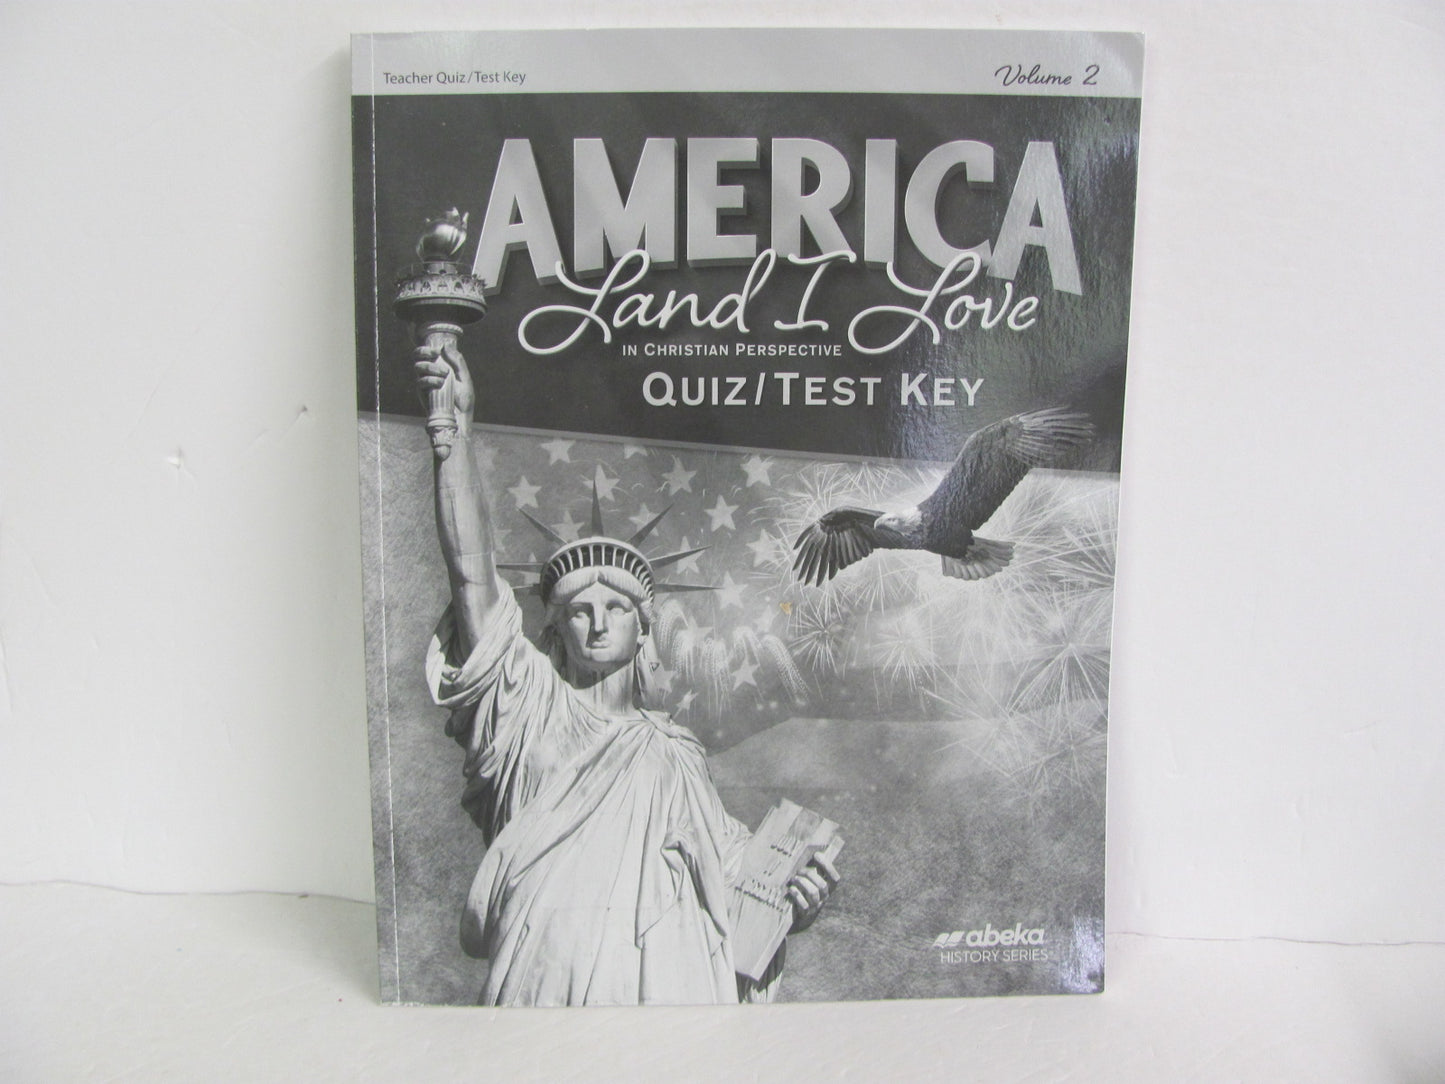 Teacher Quiz/Test Key
Volume 2
AMERICA
Land I Love
IN CHRISTIAN PERSPECTIVE
QUIZ/TEST KEY
abeka
HISTORY SERIES